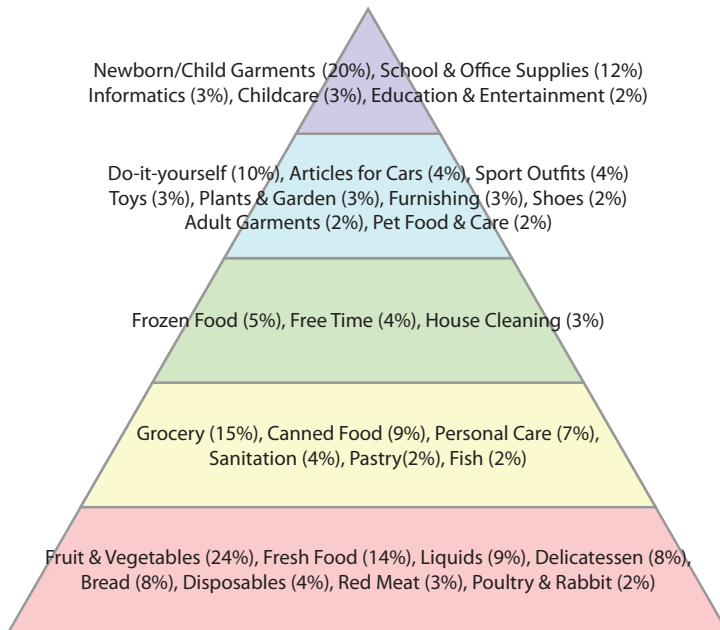 Newborn/Child Garments (20%), School & Office Supplies (12%)
Informatics (3%), Childcare (3%), Education & Entertainment (2%)
Do-it-yourself (10%), Articles for Cars (4%), Sport Outfits (4%)
Toys (3%), Plants & Garden (3%), Furnishing (3%), Shoes (2%)
Adult Garments (2%), Pet Food & Care (2%)
Frozen Food (5%), Free Time (4%), House Cleaning (3%)
Grocery (15%), Canned Food (9%), Personal Care (7%),
Sanitation (4%), Pastry(2%), Fish (2%)
Fruit & Vegetables (24%), Fresh Food (14%), Liquids (9%), Delicatessen (8%),
Bread (8%), Disposables (4%), Red Meat (3%), Poultry & Rabbit (2%)